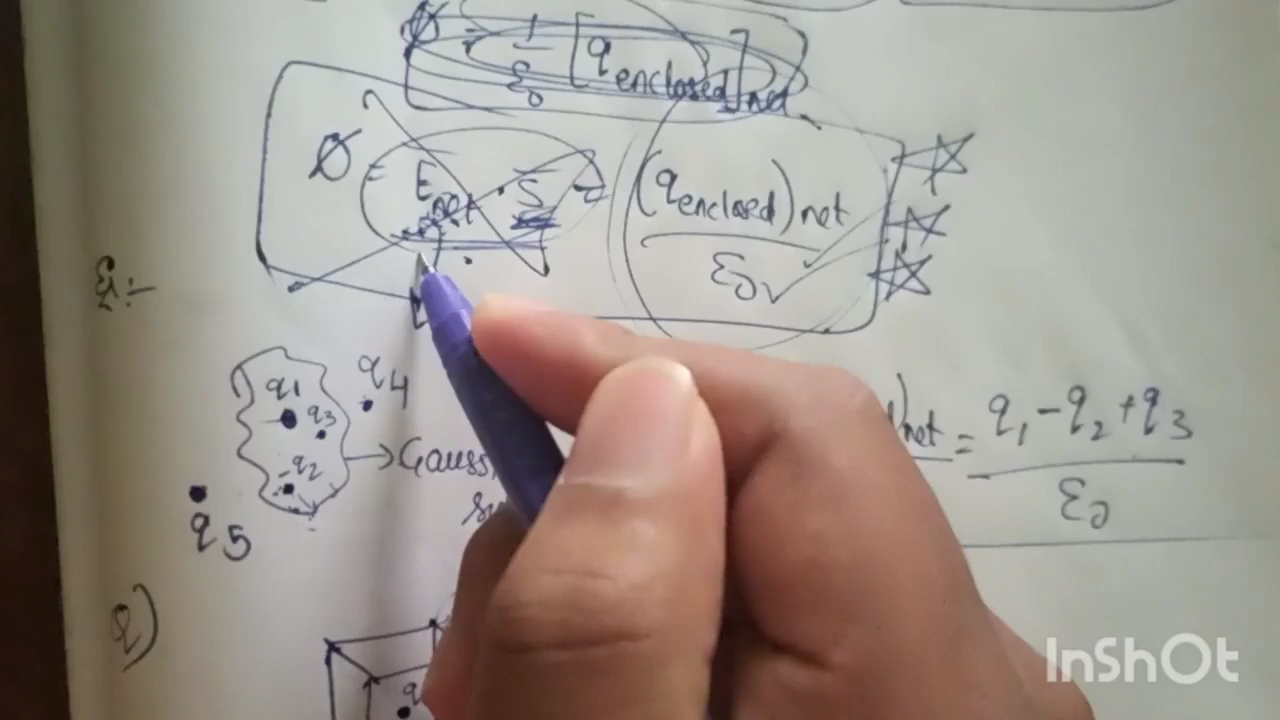 Ø = 1/ε₀ [q enclosed] net
Ø = E net . S = (q enclosed) net / ε₀
Ex:-
q1 q4
q3
-q2 → Gauss
q5
) net = q₁ - q₂ + q₃ / ε₀
Q)
q
InShOt